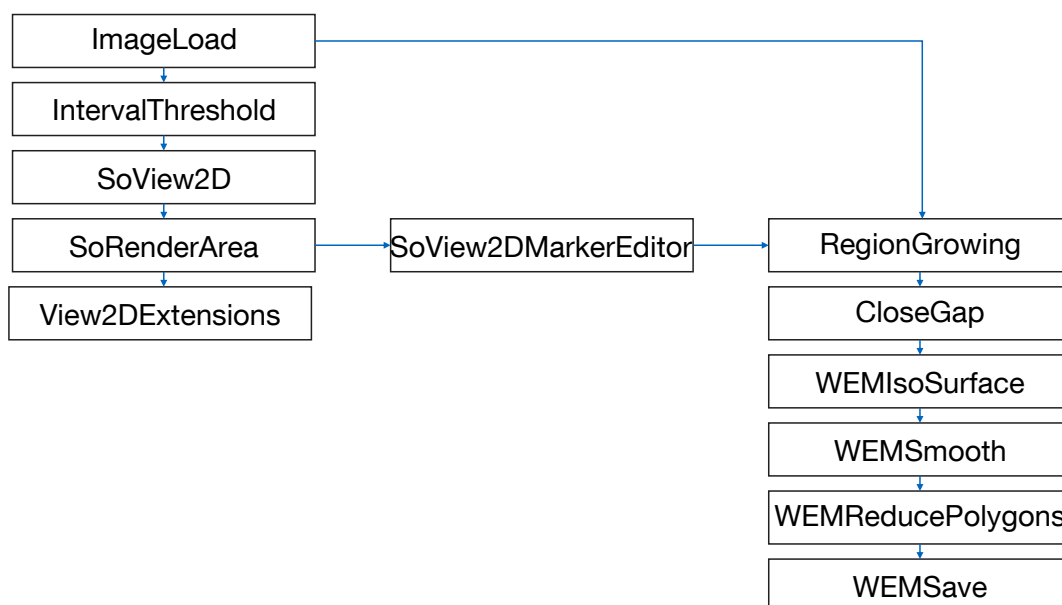 ImageLoad
IntervalThreshold
SoView2D
SoRenderArea
View2DExtensions
SoView2DMarkerEditor
RegionGrowing
CloseGap
WEMIsoSurface
WEMSmooth
WEMReducePolygons
WEMSave